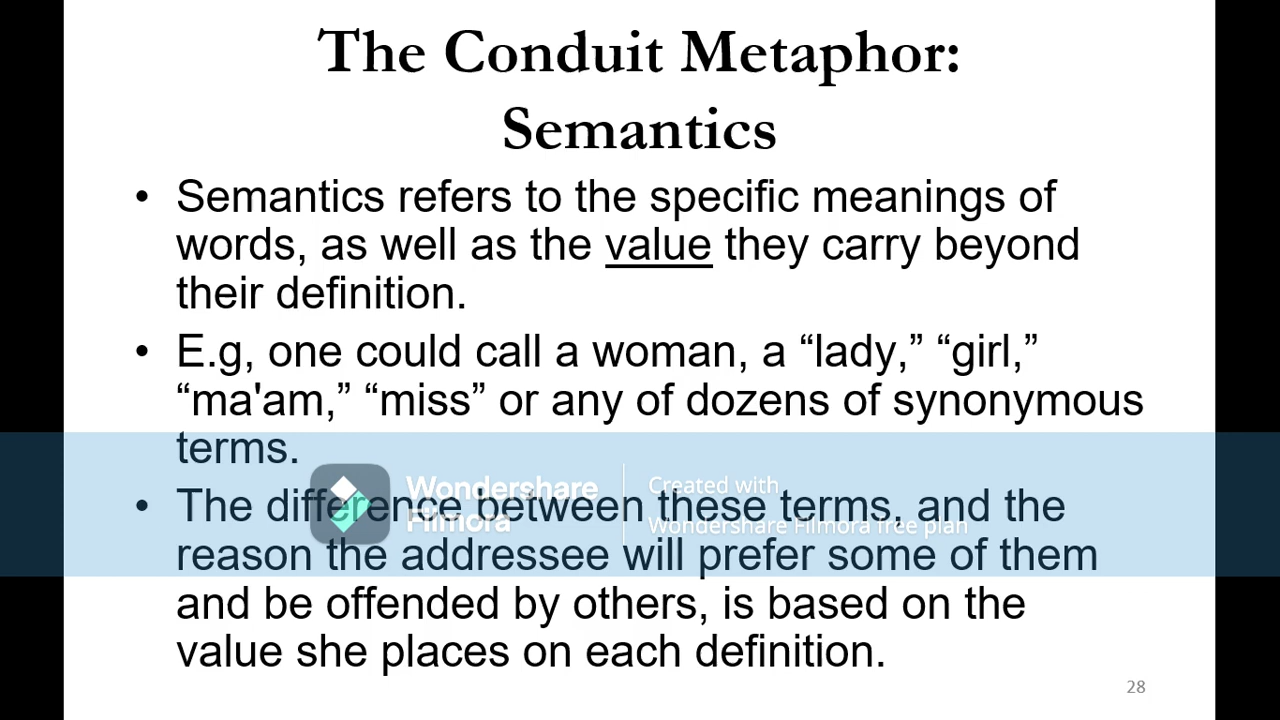 The Conduit Metaphor:
Semantics
• Semantics refers to the specific meanings of
words, as well as the value they carry beyond
their definition.
• E.g, one could call a woman, a “lady,” “girl,”
“ma'am,” “miss” or any of dozens of synonymous
terms.
• The difference between these terms, and the
reason the addressee will prefer some of them
and be offended by others, is based on the
value she places on each definition.
Wondershare
Filmora
Created with
Wondershare Filmora free plan
28